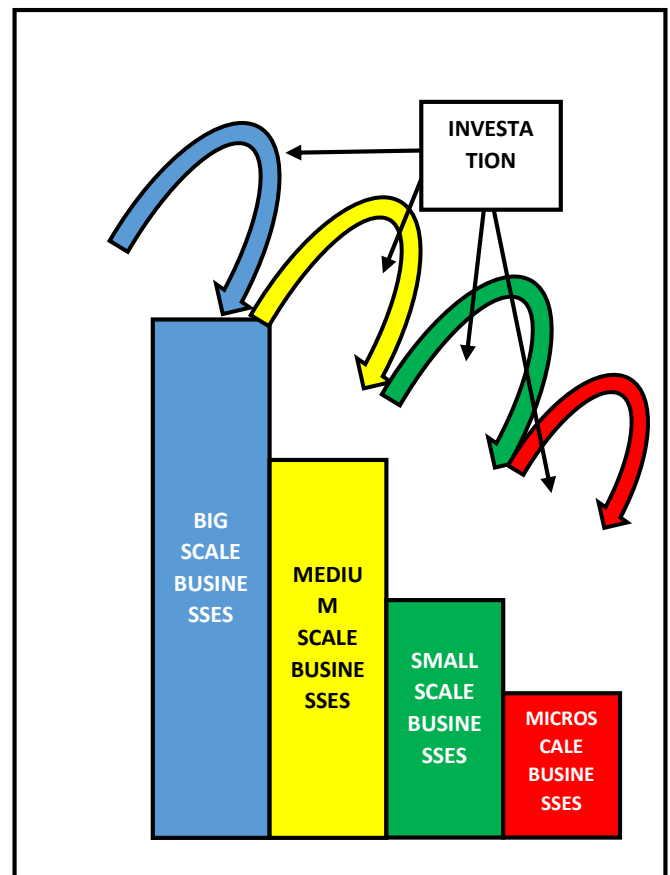 INVESTA
TION
BIG
SCALE
BUSINE
SSES
MEDIU
M
SCALE
BUSINE
SSES
SMALL
SCALE
BUSINE
SSES
MICROS
CALE
BUSINE
SSES